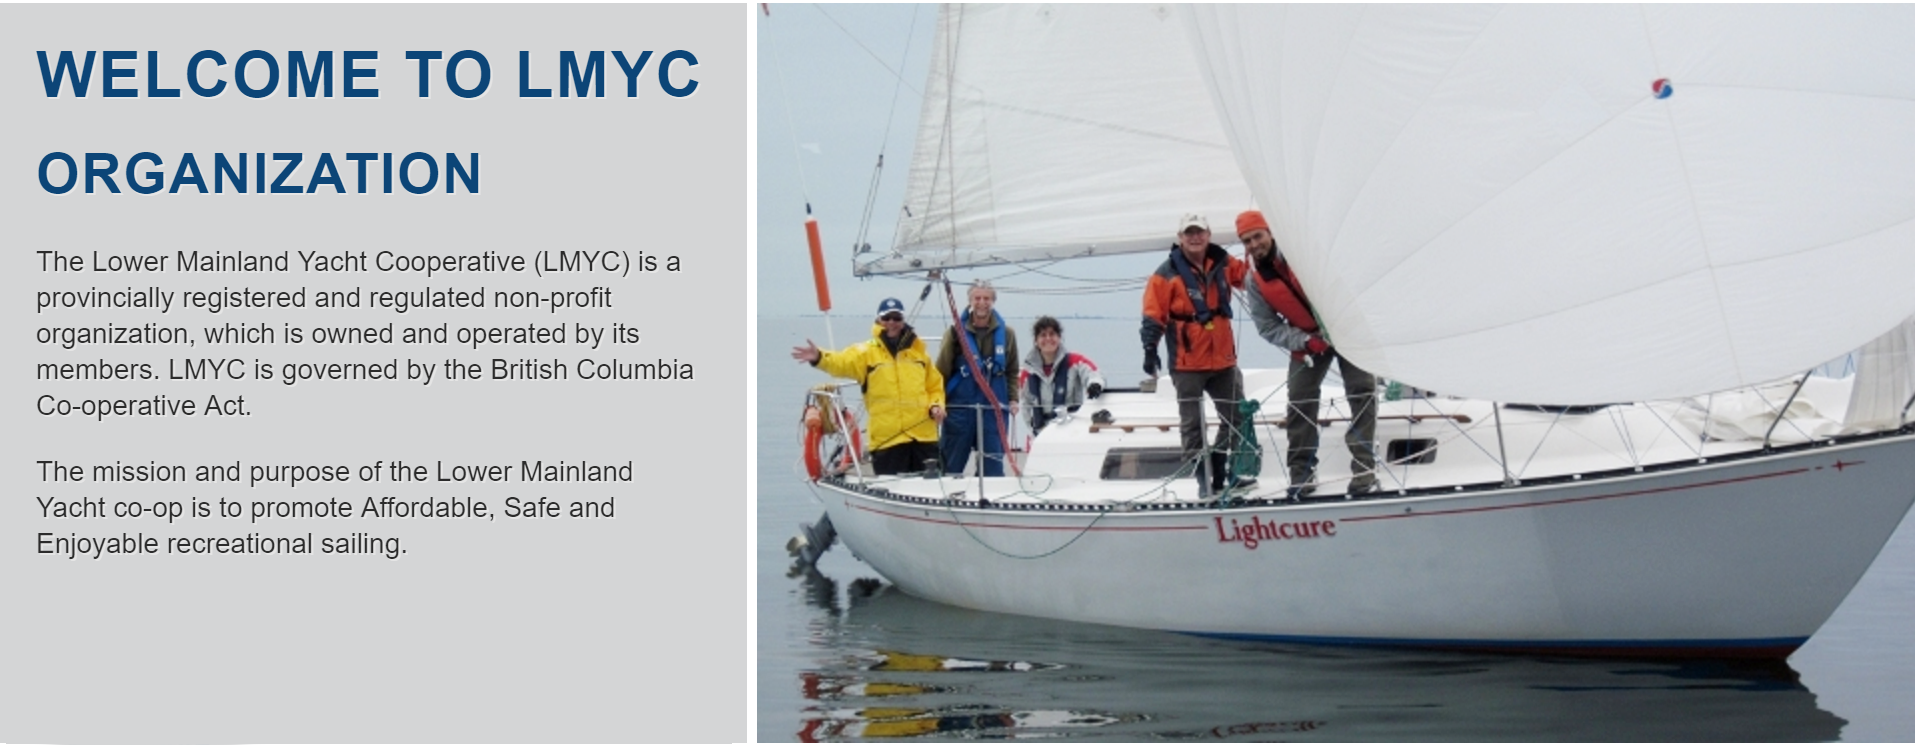 WELCOME TO LMYC
ORGANIZATION
The Lower Mainland Yacht Cooperative (LMYC) is a
provincially registered and regulated non-profit
organization, which is owned and operated by its
members. LMYC is governed by the British Columbia
Co-operative Act.
The mission and purpose of the Lower Mainland
Yacht co-op is to promote Affordable, Safe and
Enjoyable recreational sailing.
Lightcure